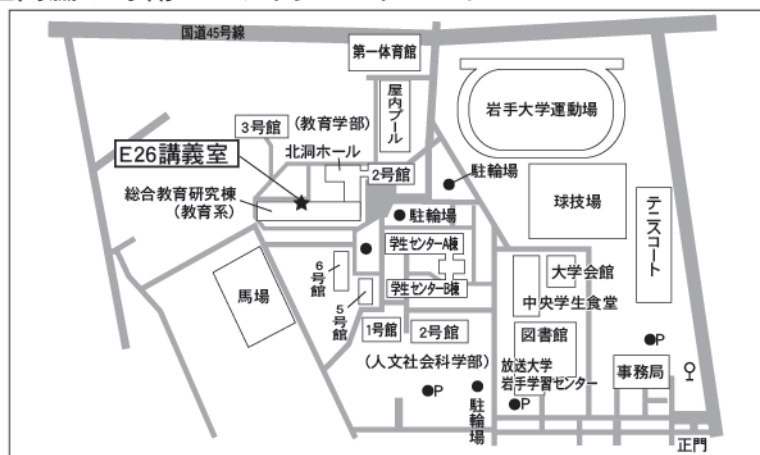 国道45号線
第一体育館
屋内プール
岩手大学運動場
3号館
(教育学部)
北洞ホール
E26講義室
2号館
駐輪場
総合教育研究棟
(教育系)
球技場
テニスコート
駐輪場
学生センターA棟
大学会館
6号館
学生センターB棟
中央学生食堂
馬場
5号館
1号館
2号館
図書館
(人文社会科学部)
放送大学
岩手学習センター
事務局
P
P
P
駐輪場
正門